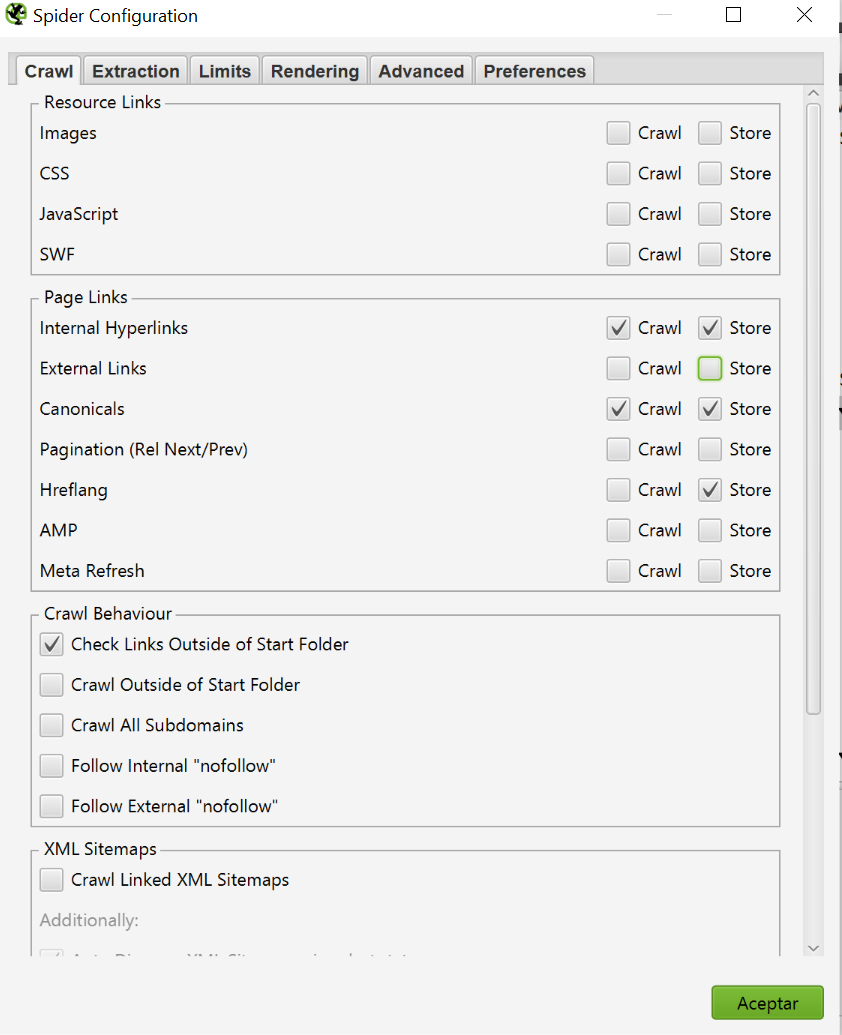 Spider Configuration
Crawl Extraction Limits Rendering Advanced Preferences
Resource Links
Images Crawl Store
CSS Crawl Store
JavaScript Crawl Store
SWF Crawl Store
Page Links
Internal Hyperlinks Crawl Store
External Links Crawl Store
Canonicals Crawl Store
Pagination (Rel Next/Prev) Crawl Store
Hreflang Crawl Store
AMP Crawl Store
Meta Refresh Crawl Store
Crawl Behaviour
Check Links Outside of Start Folder
Crawl Outside of Start Folder
Crawl All Subdomains
Follow Internal "nofollow"
Follow External "nofollow"
XML Sitemaps
Crawl Linked XML Sitemaps
Additionally:
Aceptar